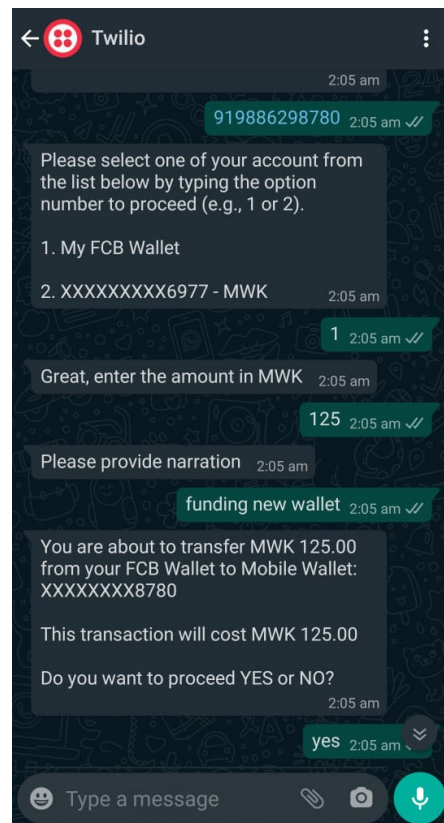 Twilio
2:05 am
919886298780 2:05 am
Please select one of your account from
the list below by typing the option
number to proceed (e.g., 1 or 2).
1. My FCB Wallet
2. XXXXXXXXX6977 - MWK
2:05 am
1 2:05 am
Great, enter the amount in MWK 2:05 am
125 2:05 am
Please provide narration 2:05 am
funding new wallet 2:05 am
You are about to transfer MWK 125.00
from your FCB Wallet to Mobile Wallet:
XXXXXXXX8780
This transaction will cost MWK 125.00
Do you want to proceed YES or NO?
2:05 am
yes 2:05 am
Type a message